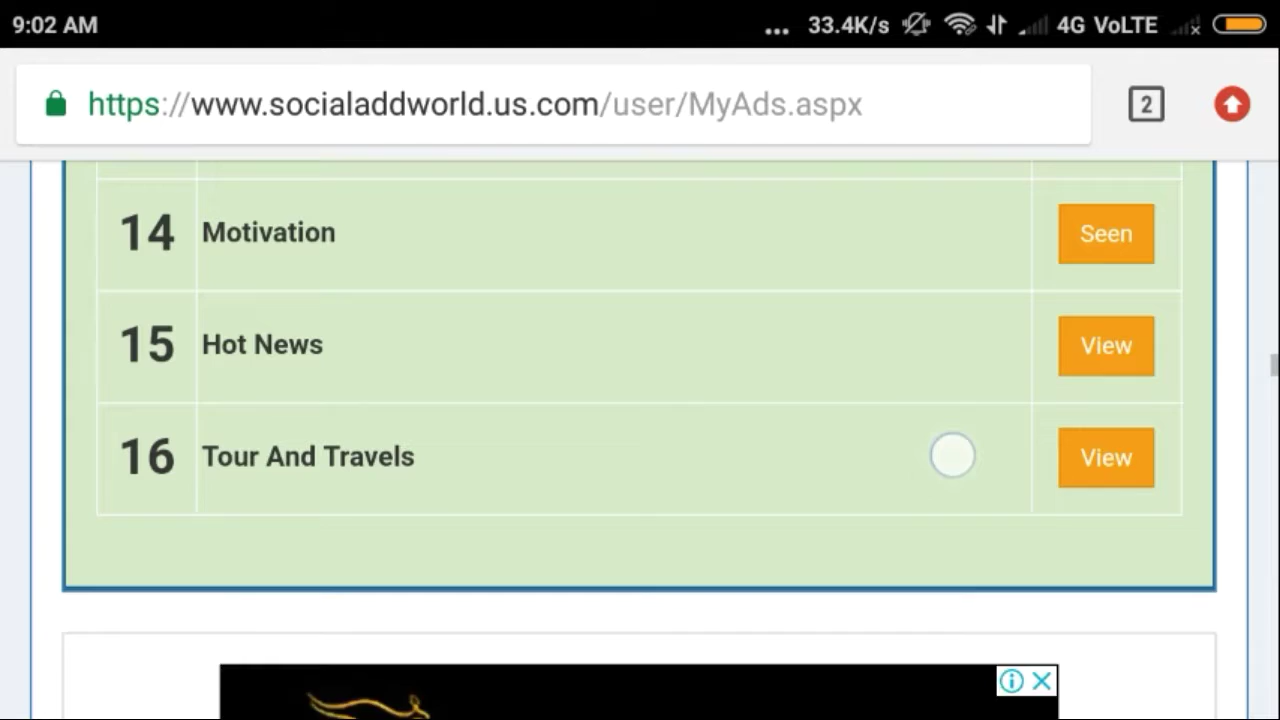 9:02 AM ... 33.4K/s 4G VoLTE
https://www.socialaddworld.us.com/user/MyAds.aspx 2
14 Motivation Seen
15 Hot News View
16 Tour And Travels View